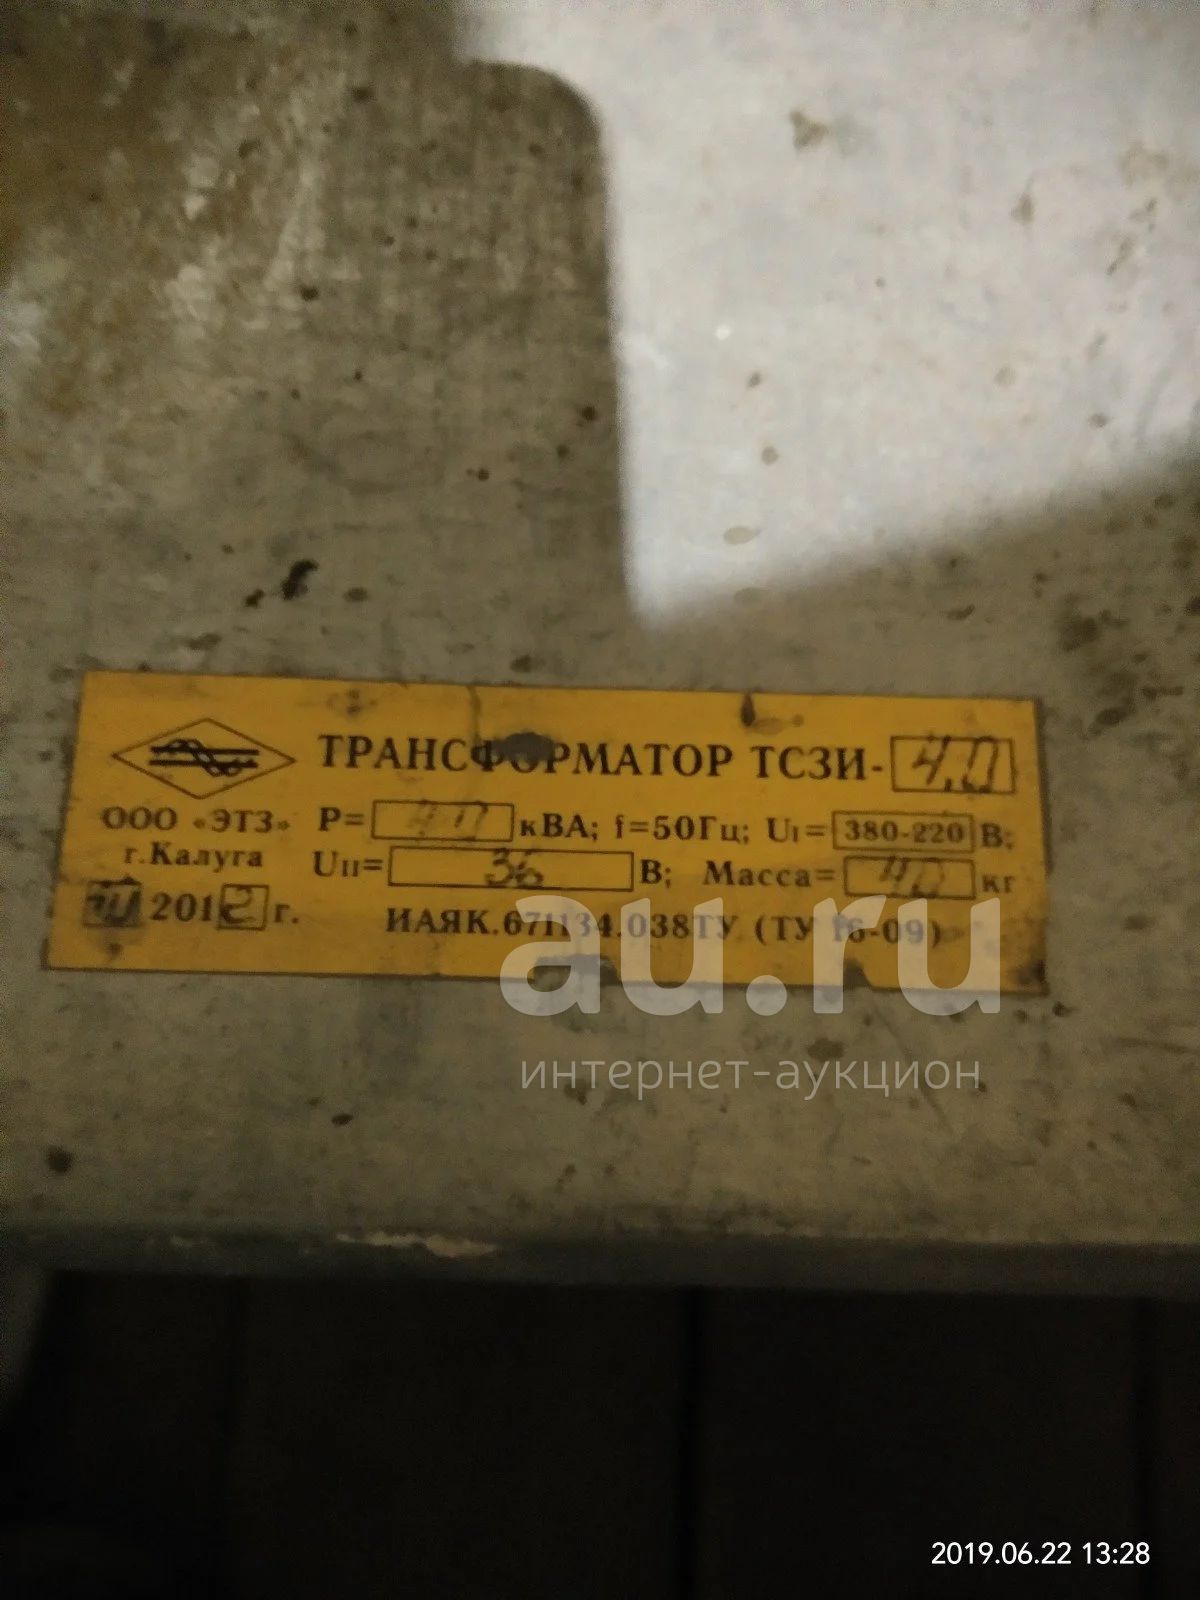 ТРАНСФОРМАТОР ТСЗИ-4.0
ООО «ЭТЗ» P=4.0 кВА; f=50Гц; UI=380-220 В;
г.Калуга UII=36 В; Масса=40 кг
2012 г. ИАЯК.671134.038ТУ (ТУ 16-09)
au.ru
интернет-аукцион
2019.06.22 13:28